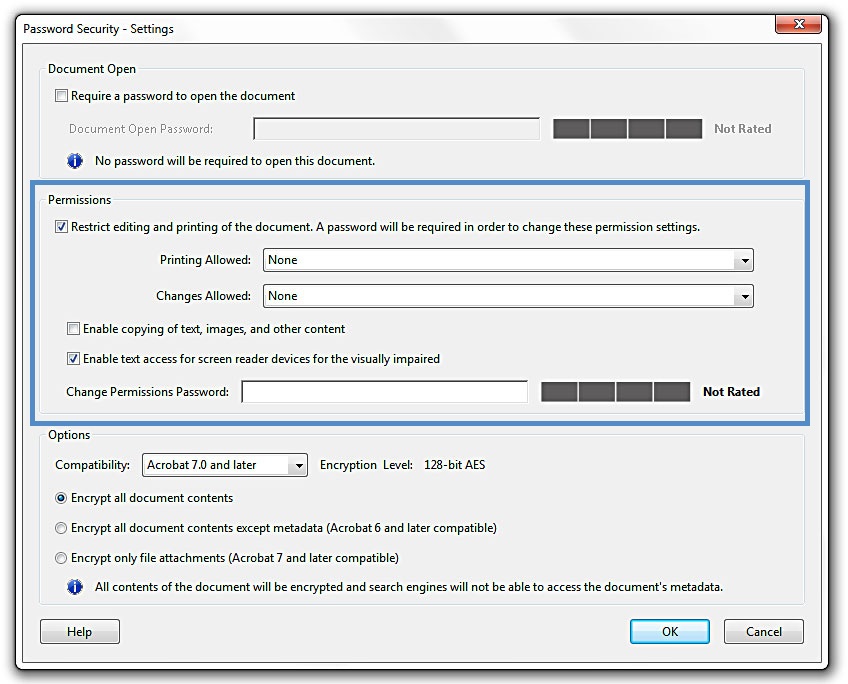 Password Security - Settings
Document Open
Require a password to open the document
Document Open Password: Not Rated
No password will be required to open this document.
Permissions
Restrict editing and printing of the document. A password will be required in order to change these permission settings.
Printing Allowed: None
Changes Allowed: None
Enable copying of text, images, and other content
Enable text access for screen reader devices for the visually impaired
Change Permissions Password: Not Rated
Options
Compatibility: Acrobat 7.0 and later Encryption Level: 128-bit AES
Encrypt all document contents
Encrypt all document contents except metadata (Acrobat 6 and later compatible)
Encrypt only file attachments (Acrobat 7 and later compatible)
All contents of the document will be encrypted and search engines will not be able to access the document's metadata.
Help OK Cancel